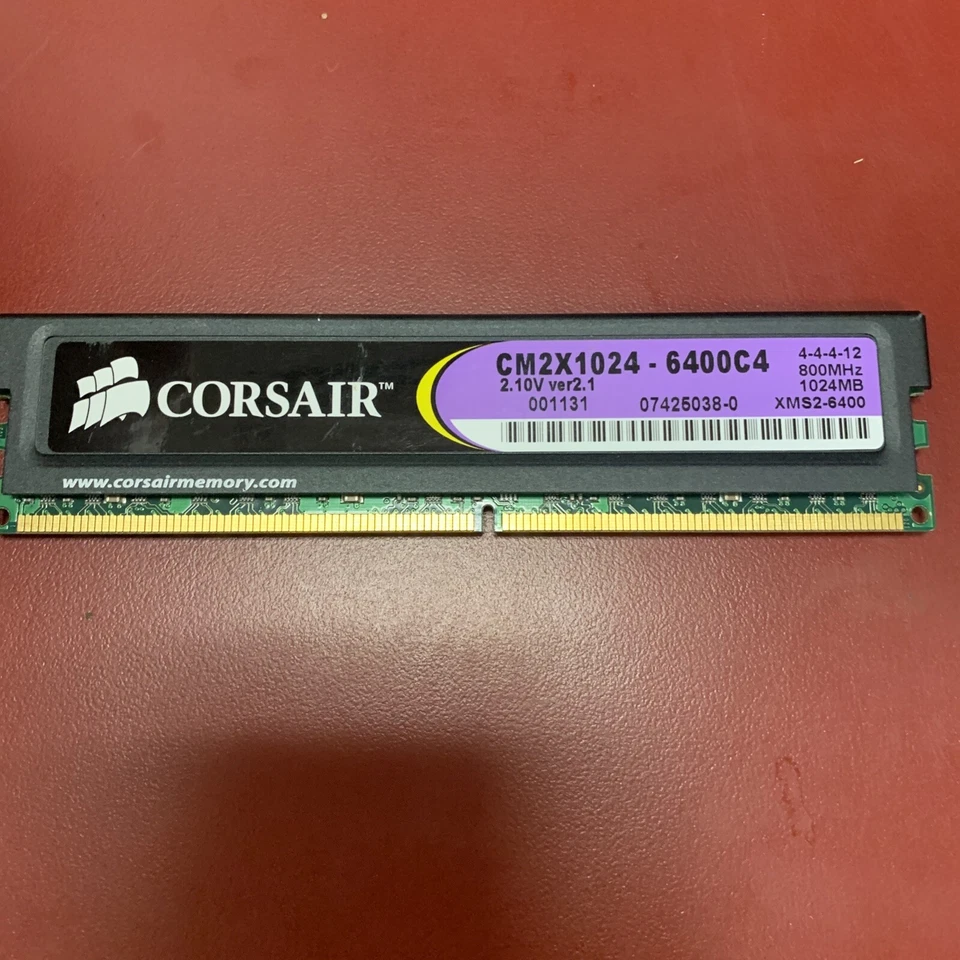 CORSAIR™
CM2X1024 - 6400C4
2.10V ver2.1
001131 07425038-0
4-4-4-12
800MHz
1024MB
XMS2-6400
www.corsairmemory.com